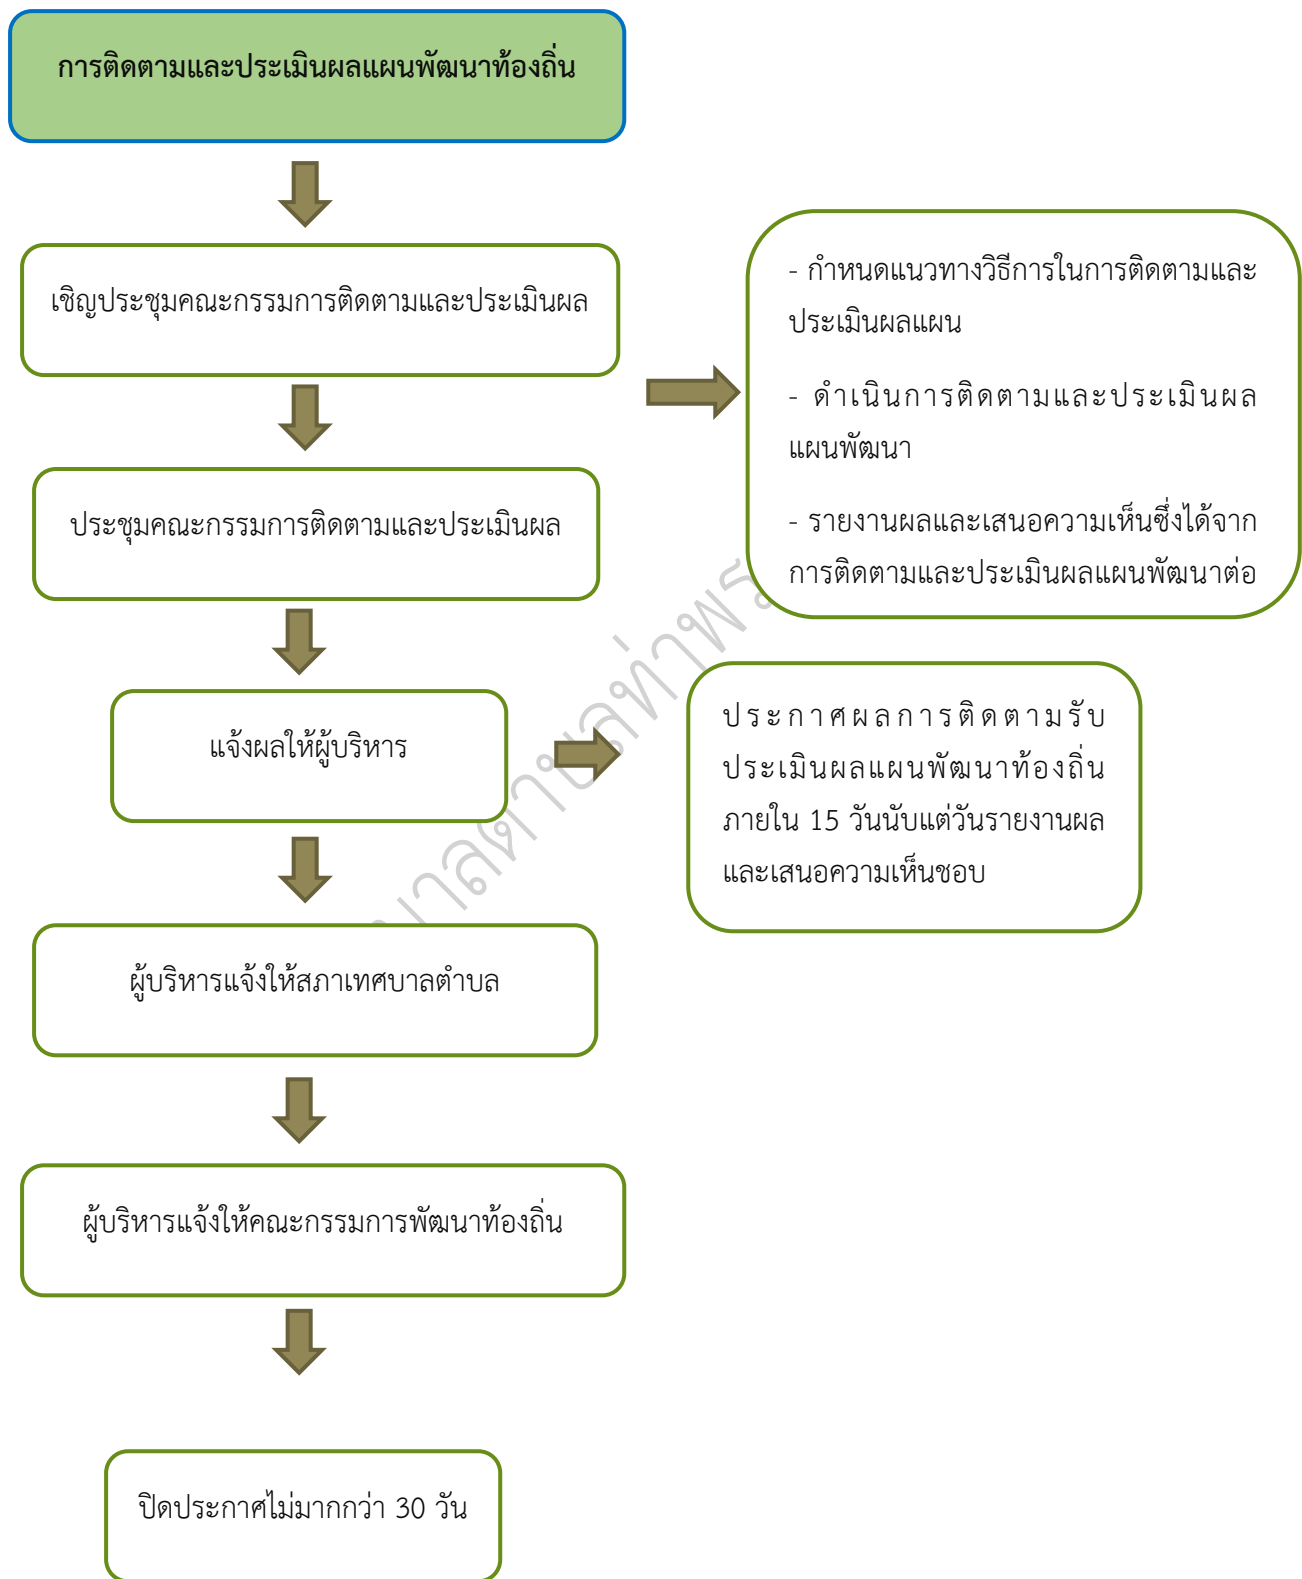 การติดตามและประเมินผลแผนพัฒนาท้องถิ่น
เชิญประชุมคณะกรรมการติดตามและประเมินผล
- กำหนดแนวทางวิธีการในการติดตามและ
ประเมินผลแผน
- ดำเนินการติดตามและประเมินผล
แผนพัฒนา
- รายงานผลและเสนอความเห็นซึ่งได้จาก
การติดตามและประเมินผลแผนพัฒนาต่อ
ประชุมคณะกรรมการติดตามและประเมินผล
แจ้งผลให้ผู้บริหาร
ประกาศผลการติดตามรับ
ประเมินผลแผนพัฒนาท้องถิ่น
ภายใน 15 วันนับแต่วันรายงานผล
และเสนอความเห็นชอบ
ผู้บริหารแจ้งให้สภาเทศบาลตำบล
ผู้บริหารแจ้งให้คณะกรรมการพัฒนาท้องถิ่น
ปิดประกาศไม่มากกว่า 30 วัน